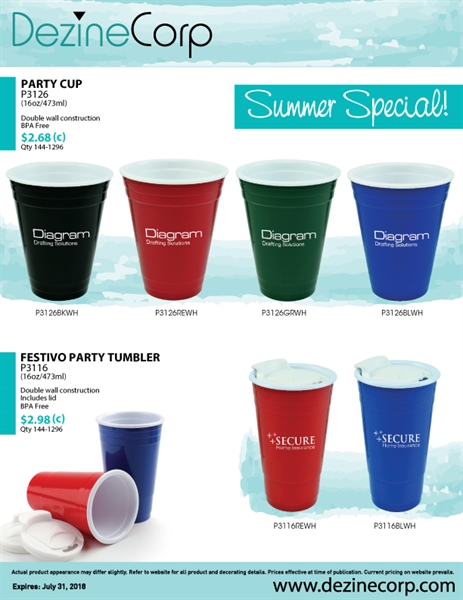 DezineCorp
PARTY CUP
P3126
(16oz/473ml)
Double wall construction
BPA Free
$2.68 (c)
Qty 144-1296
Summer Special!
Diagram
Drafting Solutions
Diagram
Drafting Solutions
Diagram
Drafting Solutions
Diagram
Drafting Solutions
P3126BKWH
P3126REWH
P3126GRWH
P3126BLWH
FESTIVO PARTY TUMBLER
P3116
(16oz/473ml)
Double wall construction
Includes lid
BPA Free
$2.98 (c)
Qty 144-1296
SECURE
Home Insurance
SECURE
Home Insurance
P3116REWH
P3116BLWH
Actual product appearance may differ slightly. Refer to website for all product and decorating details. Prices effective at time of publication. Current pricing on website prevails.
Expires: July 31, 2018
www.dezinecorp.com